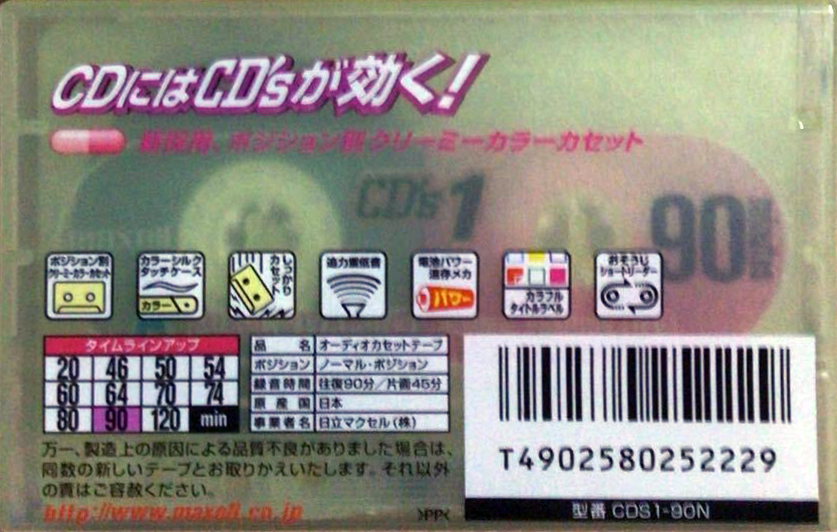 CDにはCD'sが効く!
新採用、ポジション別クリーミーカラーカセット
CD's 1
90
ポジション別
クリーミーカラーカセット
カラーシルク
タッチケース
カラー
しっかり
カセット
迫力重低音
電池パワー
温存メカ
パワー
カラフル
タイトルラベル
おそうじ
ショートリーダー
タイムラインアップ
20 46 50 54
60 64 70 74
80 90 120 min
品名 オーディオカセットテープ
ポジション ノーマル・ポジション
録音時間 往復90分/片面45分
原産国 日本
事業者名 日立マクセル(株)
万一、製造上の原因による品質不良がありました場合は、
同数の新しいテープとお取りかえいたします。それ以外
の責はご容赦ください。
http://www.maxell.co.jp
>PP<
T4902580252229
型番 CDS1-90N